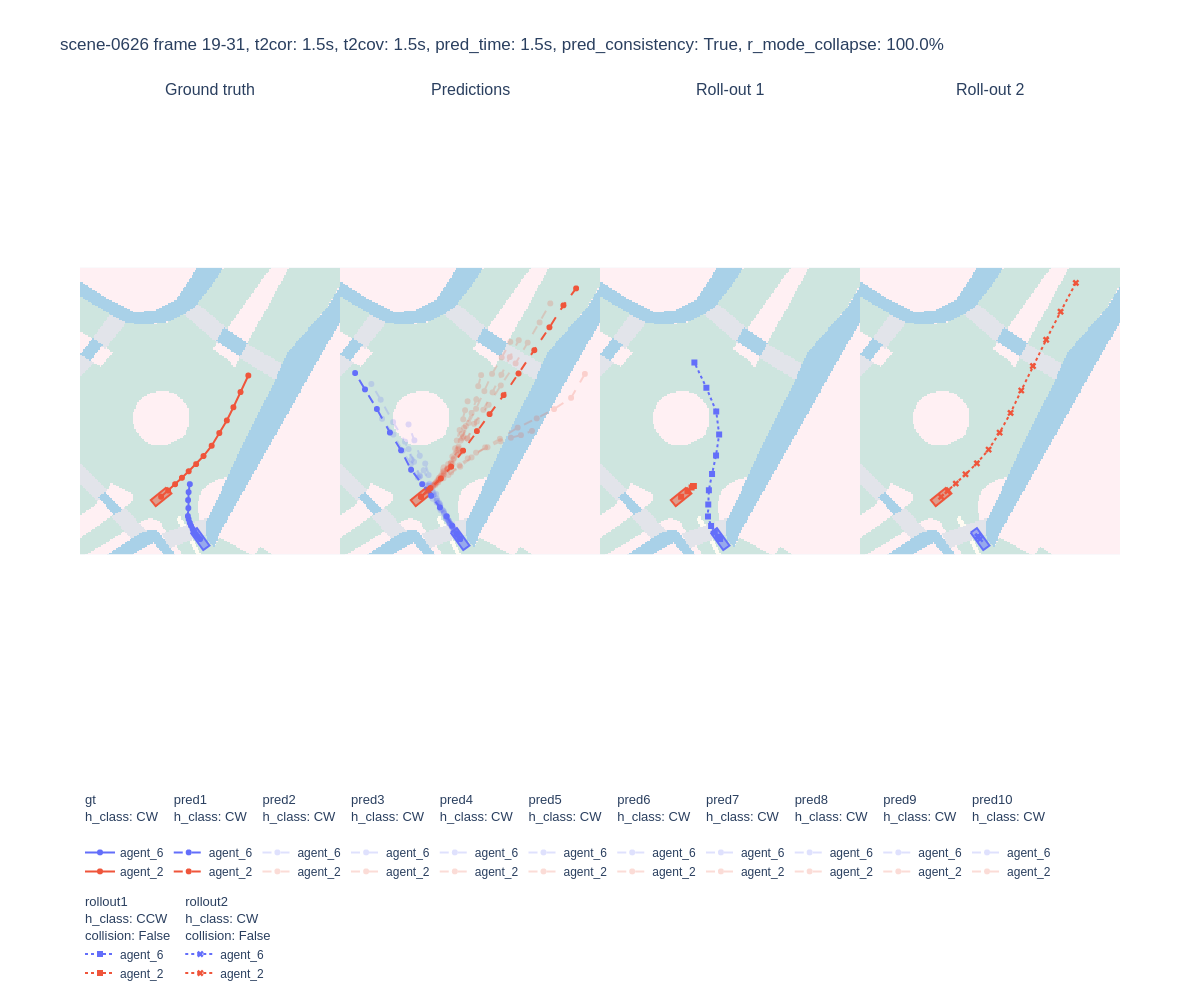 scene-0626 frame 19-31, t2cor: 1.5s, t2cov: 1.5s, pred_time: 1.5s, pred_consistency: True, r_mode_collapse: 100.0%
Ground truth Predictions Roll-out 1 Roll-out 2
gt pred1 pred2 pred3 pred4 pred5 pred6 pred7 pred8 pred9 pred10
h_class: CW h_class: CW h_class: CW h_class: CW h_class: CW h_class: CW h_class: CW h_class: CW h_class: CW h_class: CW h_class: CW
agent_6 agent_6 agent_6 agent_6 agent_6 agent_6 agent_6 agent_6 agent_6 agent_6 agent_6
agent_2 agent_2 agent_2 agent_2 agent_2 agent_2 agent_2 agent_2 agent_2 agent_2 agent_2
rollout1 rollout2
h_class: CCW h_class: CW
collision: False collision: False
agent_6 agent_6
agent_2 agent_2